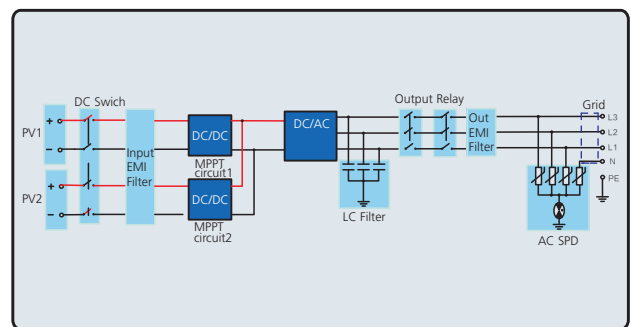 DC Swich
Output Relay
Grid
PV1
+
−
Input
EMI
Filter
DC/DC
MPPT
circuit1
DC/AC
Out
EMI
Filter
L3
L2
L1
N
PE
PV2
+
−
DC/DC
MPPT
circuit2
LC Filter
AC SPD